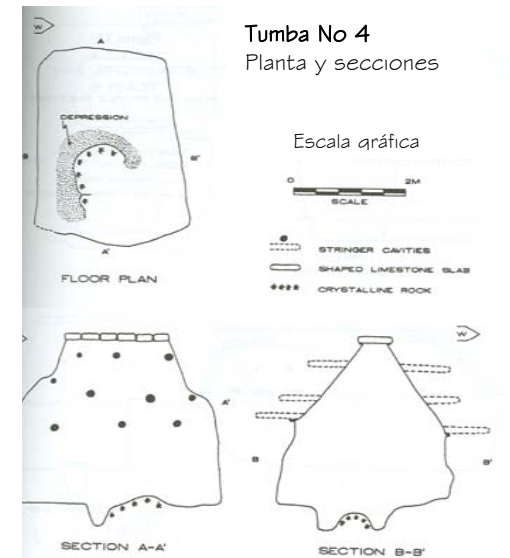 Tumba No 4
Planta y secciones
W
A
DEPRESSION
B
B'
A'
FLOOR PLAN
Escala gráfica
0 2M
SCALE
STRINGER CAVITIES
SHAPED LIMESTONE SLAB
CRYSTALLINE ROCK
A'
SECTION A-A'
W
B
B'
SECTION B-B'